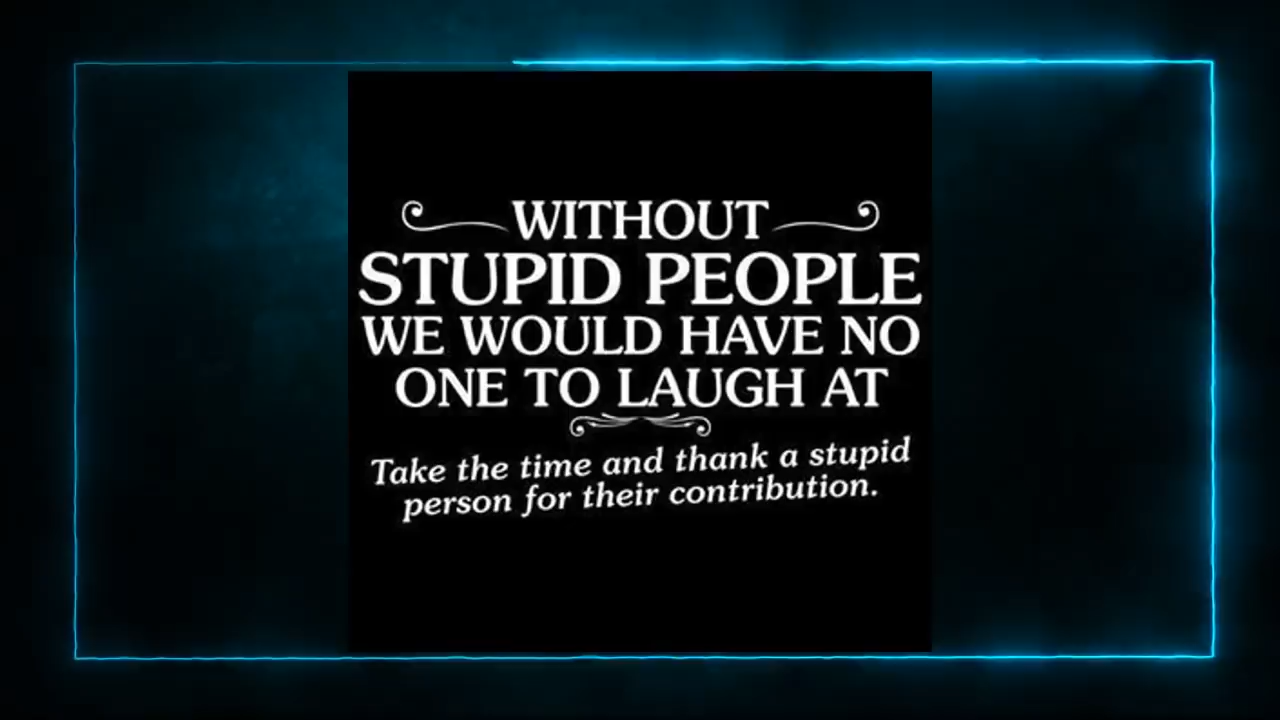 WITHOUT
STUPID PEOPLE
WE WOULD HAVE NO
ONE TO LAUGH AT
Take the time and thank a stupid
person for their contribution.